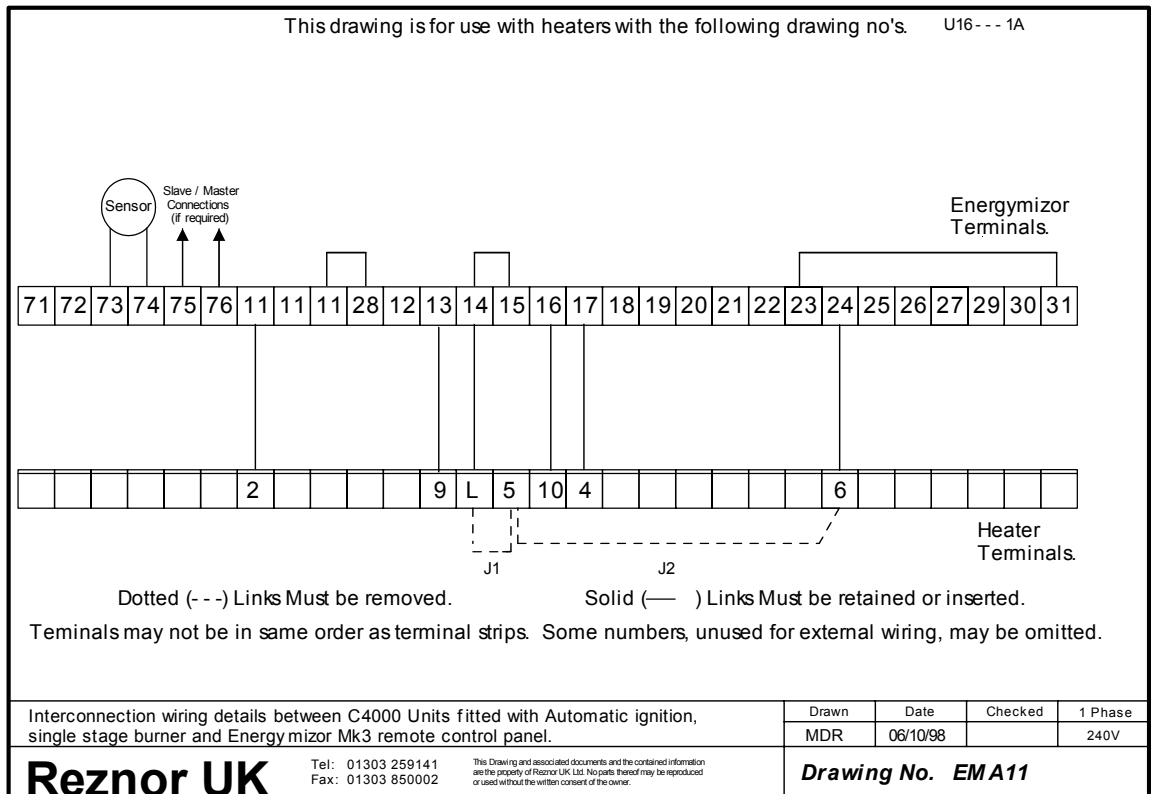 This drawing is for use with heaters with the following drawing no's. U16 - - - 1A
Sensor
Slave / Master
Connections
(if required)
Energymizor
Terminals.
71 72 73 74 75 76 11 11 11 28 12 13 14 15 16 17 18 19 20 21 22 23 24 25 26 27 29 30 31
2 9 L 5 10 4 6
Heater
Terminals.
J1 J2
Dotted (- - -) Links Must be removed. Solid (— ) Links Must be retained or inserted.
Teminals may not be in same order as terminal strips. Some numbers, unused for external wiring, may be omitted.
Interconnection wiring details between C4000 Units fitted with Automatic ignition,
single stage burner and Energymizor Mk3 remote control panel.
Drawn Date Checked 1 Phase
MDR 06/10/98 240V
Reznor UK
Tel: 01303 259141
Fax: 01303 850002
This Drawing and associated documents and the contained information
are the property of Reznor UK Ltd. No parts thereof may be reproduced
or used without the written consent of the owner.
Drawing No. EMA11